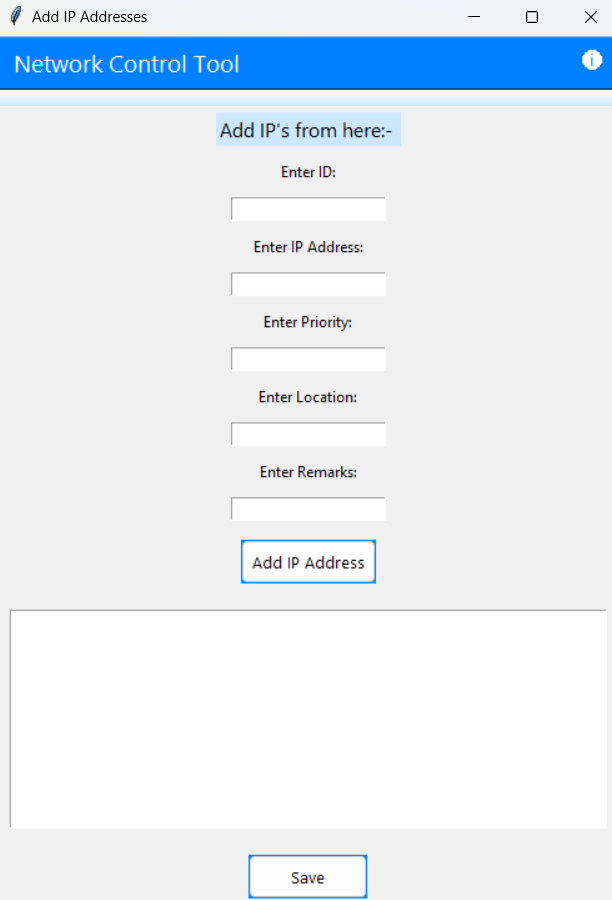 Add IP Addresses
Network Control Tool
Add IP's from here:-
Enter ID:
Enter IP Address:
Enter Priority:
Enter Location:
Enter Remarks:
Add IP Address
Save